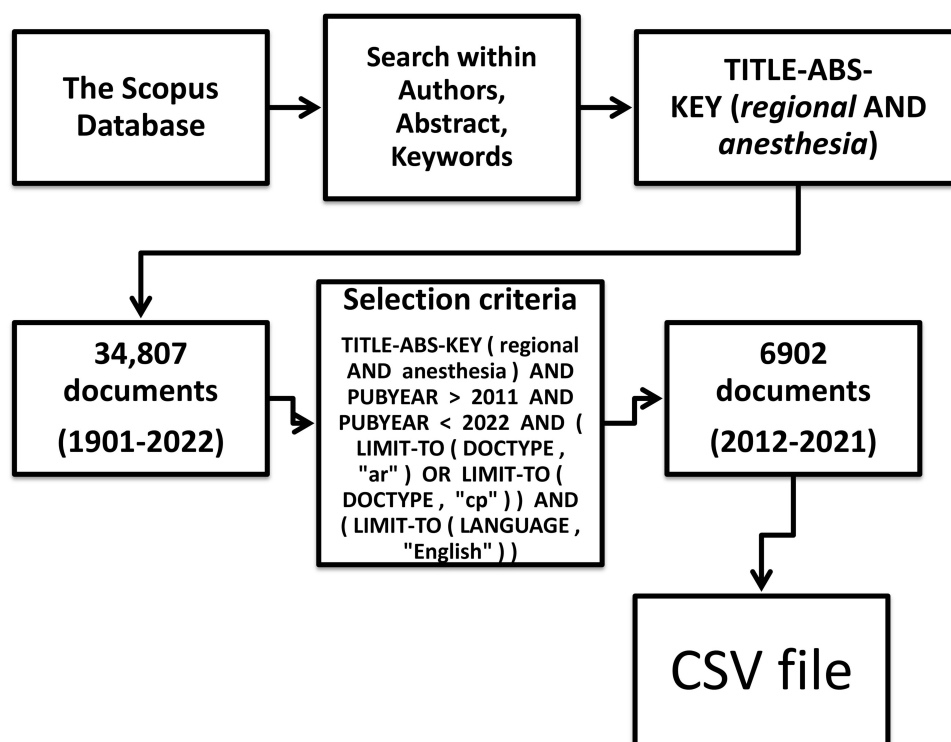 The Scopus
Database
Search within
Authors,
Abstract,
Keywords
TITLE-ABS-
KEY (regional AND
anesthesia)
34,807
documents
(1901-2022)
Selection criteria
TITLE-ABS-KEY ( regional
AND anesthesia ) AND
PUBYEAR > 2011 AND
PUBYEAR < 2022 AND (
LIMIT-TO ( DOCTYPE ,
"ar" ) OR LIMIT-TO (
DOCTYPE , "cp" ) ) AND
( LIMIT-TO ( LANGUAGE ,
"English" ) )
6902
documents
(2012-2021)
CSV file